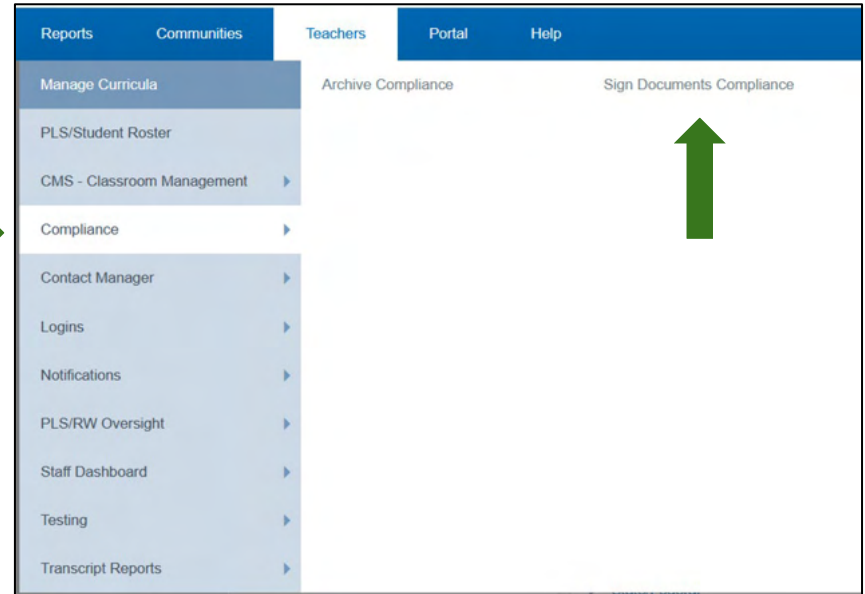 Reports Communities Teachers Portal Help
Manage Curricula Archive Compliance Sign Documents Compliance
PLS/Student Roster
CMS - Classroom Management
Compliance
Contact Manager
Logins
Notifications
PLS/RW Oversight
Staff Dashboard
Testing
Transcript Reports